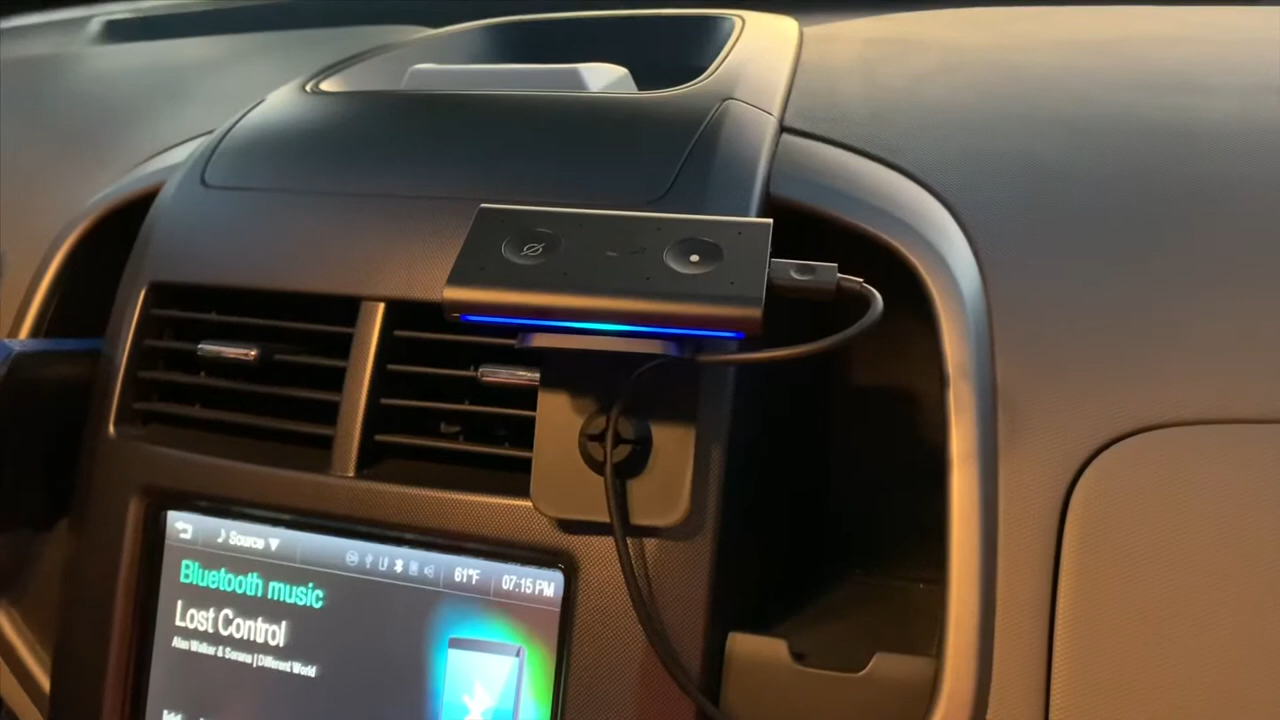 Source
61°F
07:15 PM
Bluetooth music
Lost Control
Alan Walker & Sorana | Different World